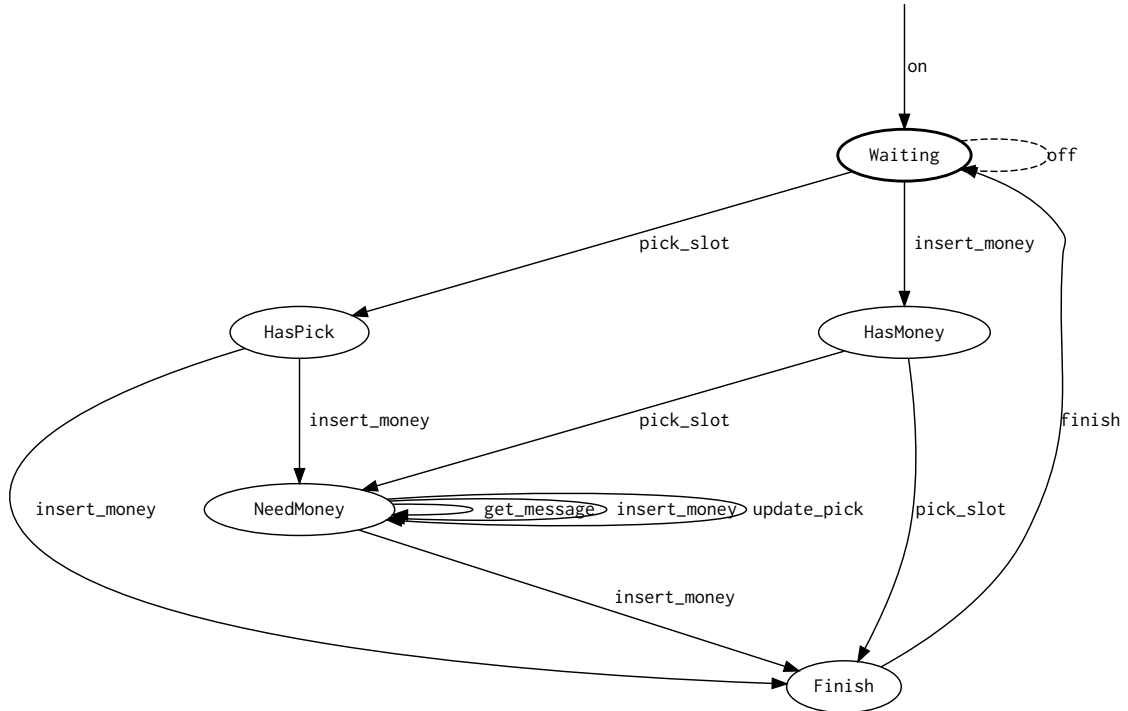 on
Waiting
off
pick_slot
insert_money
HasPick
HasMoney
insert_money
pick_slot
finish
insert_money
NeedMoney
get_message
insert_money
update_pick
pick_slot
insert_money
Finish